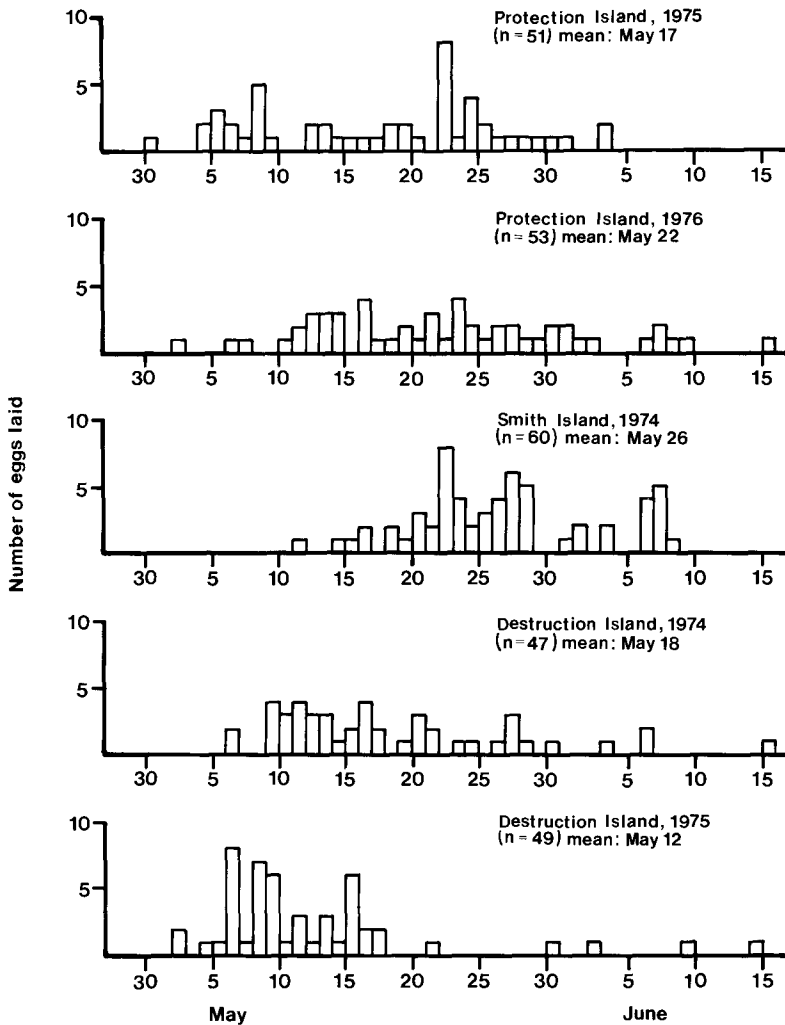 Number of eggs laid
Protection Island, 1975
(n = 51) mean: May 17
10
5
30 5 10 15 20 25 30 5 10 15
Protection Island, 1976
(n = 53) mean: May 22
10
5
30 5 10 15 20 25 30 5 10 15
Smith Island, 1974
(n = 60) mean: May 26
10
5
30 5 10 15 20 25 30 5 10 15
Destruction Island, 1974
(n = 47) mean: May 18
10
5
30 5 10 15 20 25 30 5 10 15
Destruction Island, 1975
(n = 49) mean: May 12
10
5
30 5 10 15 20 25 30 5 10 15
May June